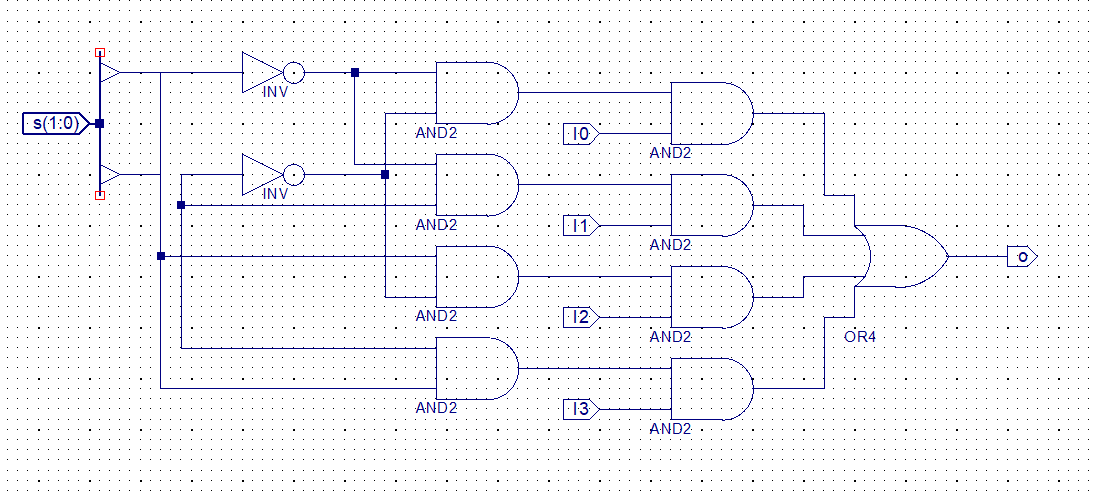 s(1:0)
INV
AND2
I0
AND2
INV
AND2
I1
AND2
o
AND2
I2
AND2
OR4
AND2
I3
AND2